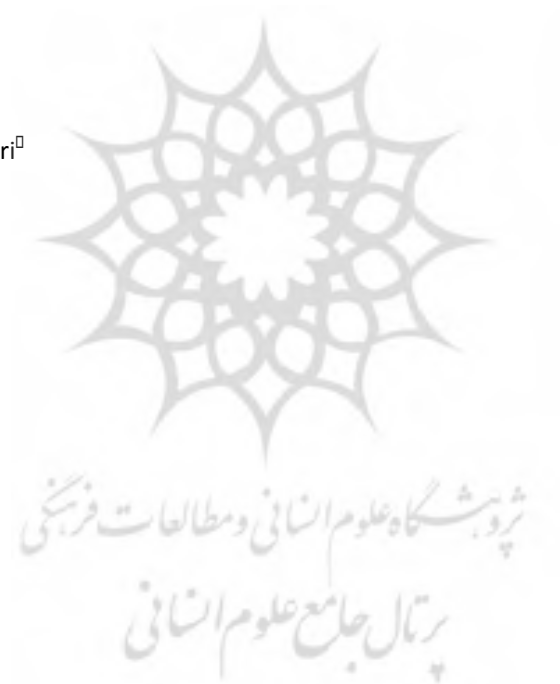 ri
پژوهشگاه علوم انسانی و مطالعات فرهنگی
پرتال جامع علوم انسانی